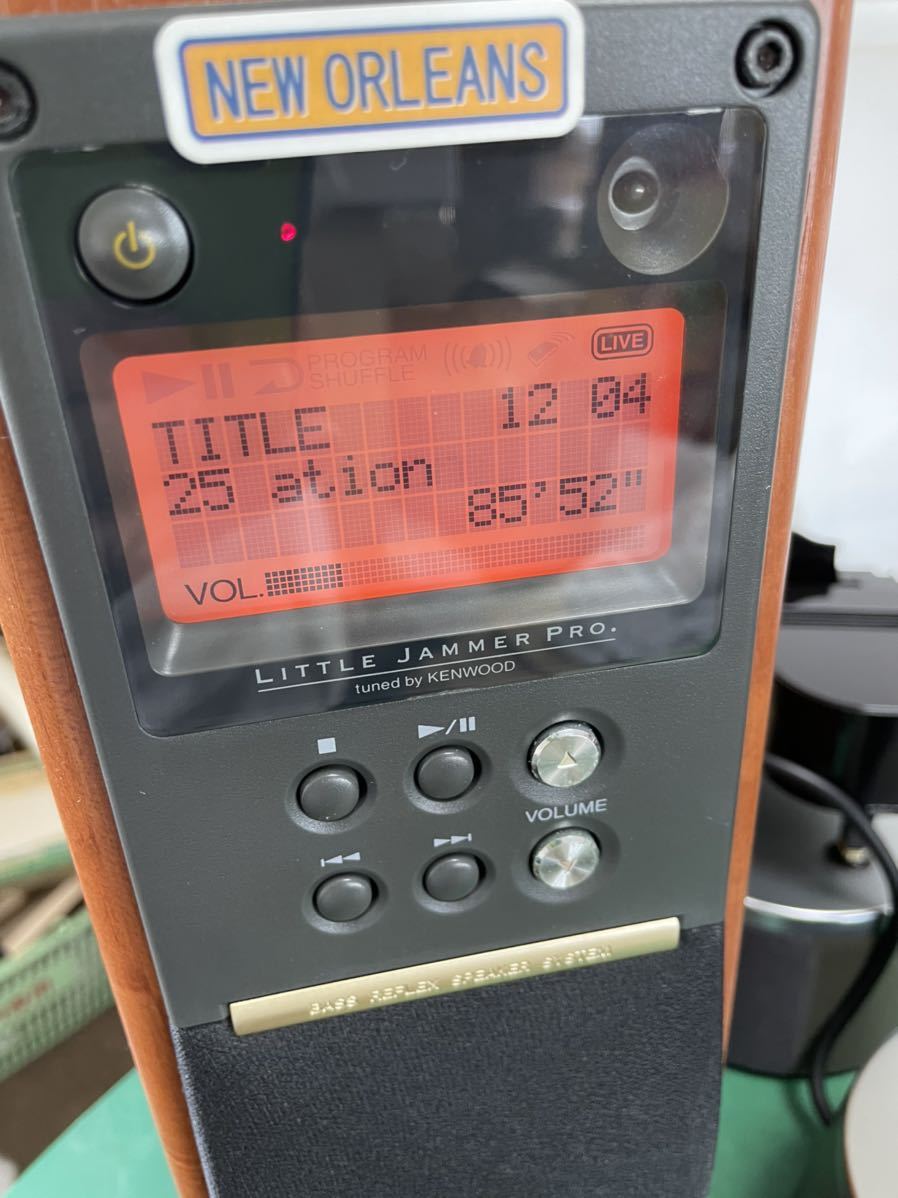 NEW ORLEANS
PROGRAM
SHUFFLE
LIVE
TITLE 12 04
25 ation
85'52"
VOL.
LITTLE JAMMER PRO.
tuned by KENWOOD
VOLUME
BASS REFLEX SPEAKER SYSTEM